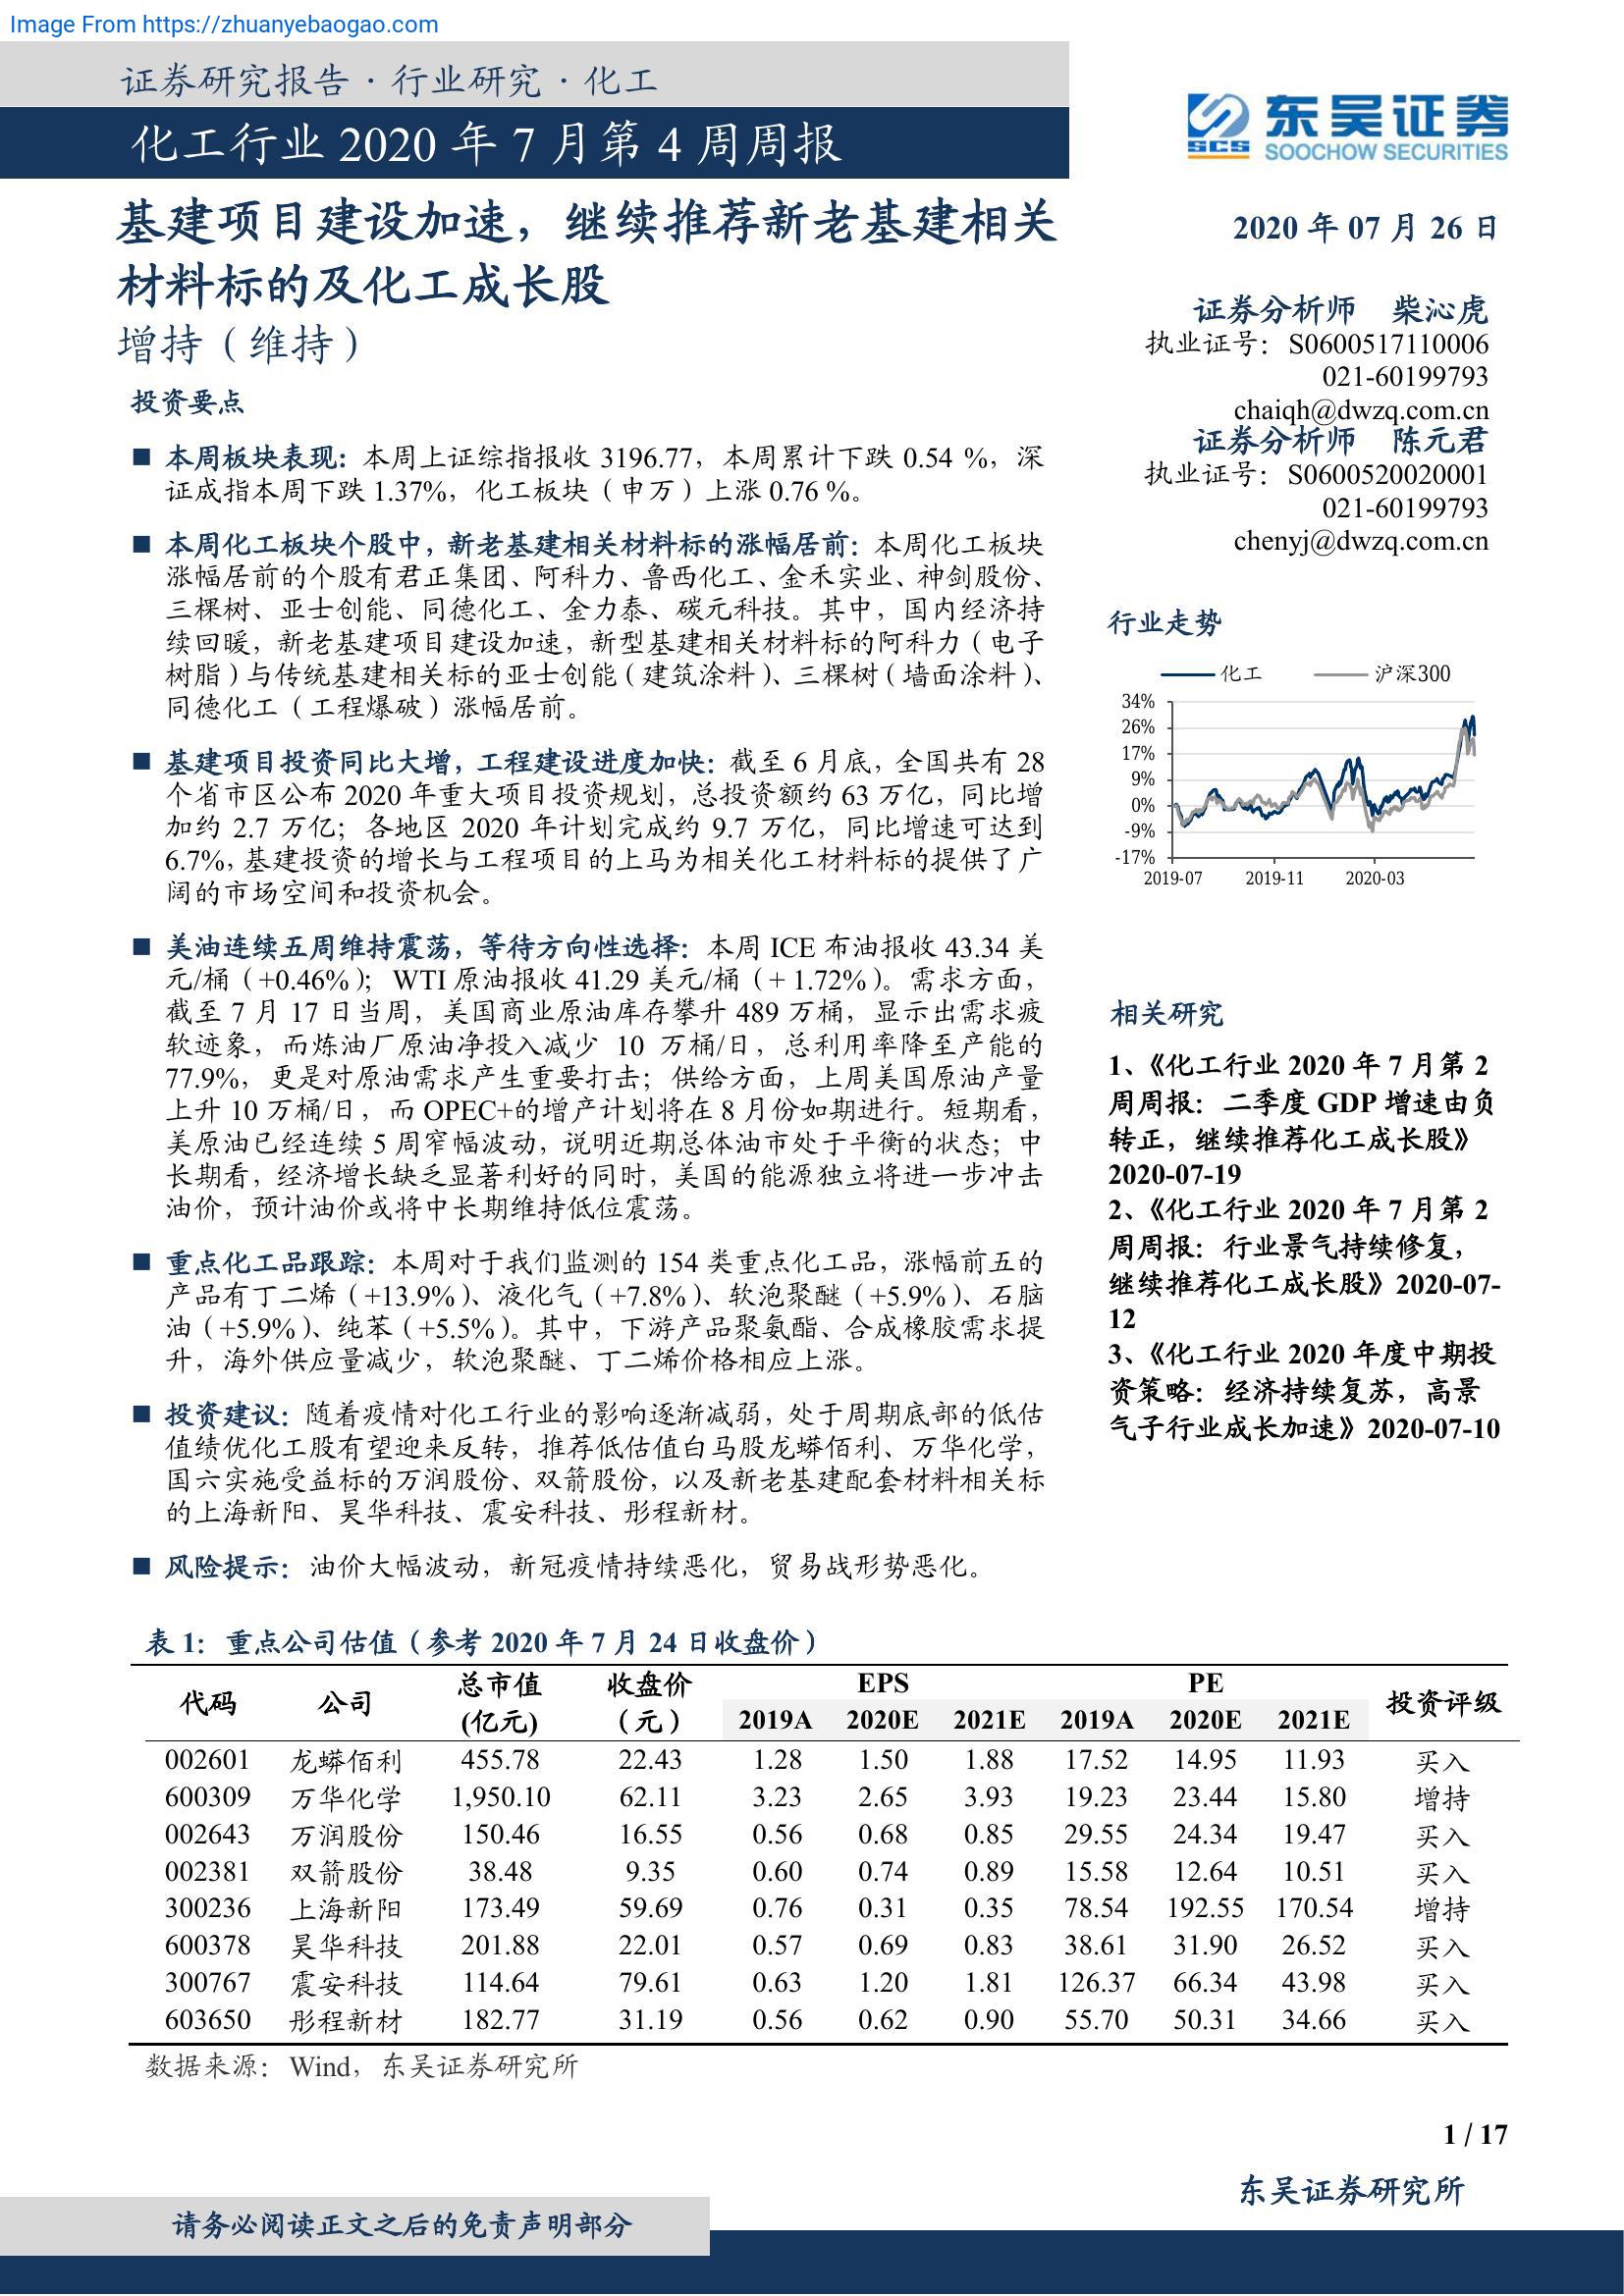 Image From https://zhuanyebaogao.com
证券研究报告·行业研究·化工
化工行业 2020 年 7 月第 4 周周报
东吴证券
SCS
SOOCHOW SECURITIES
基建项目建设加速，继续推荐新老基建相关
材料标的及化工成长股
增持（维持）
投资要点
■ 本周板块表现：本周上证综指报收 3196.77，本周累计下跌 0.54 %，深
证成指本周下跌 1.37%，化工板块（申万）上涨 0.76 %。
■ 本周化工板块个股中，新老基建相关材料标的涨幅居前：本周化工板块
涨幅居前的个股有君正集团、阿科力、鲁西化工、金禾实业、神剑股份、
三棵树、亚士创能、同德化工、金力泰、碳元科技。其中，国内经济持
续回暖，新老基建项目建设加速，新型基建相关材料标的阿科力（电子
树脂）与传统基建相关标的亚士创能（建筑涂料）、三棵树（墙面涂料）、
同德化工（工程爆破）涨幅居前。
■ 基建项目投资同比大增，工程建设进度加快：截至 6 月底，全国共有 28
个省市区公布 2020 年重大项目投资规划，总投资额约 63 万亿，同比增
加约 2.7 万亿；各地区 2020 年计划完成约 9.7 万亿，同比增速可达到
6.7%，基建投资的增长与工程项目的上马为相关化工材料标的提供了广
阔的市场空间和投资机会。
■ 美油连续五周维持震荡，等待方向性选择：本周 ICE 布油报收 43.34 美
元/桶（+0.46%）；WTI 原油报收 41.29 美元/桶（+ 1.72%）。需求方面，
截至 7 月 17 日当周，美国商业原油库存攀升 489 万桶，显示出需求疲
软迹象，而炼油厂原油净投入减少 10 万桶/日，总利用率降至产能的
77.9%，更是对原油需求产生重要打击；供给方面，上周美国原油产量
上升 10 万桶/日，而 OPEC+的增产计划将在 8 月份如期进行。短期看，
美原油已经连续 5 周窄幅波动，说明近期总体油市处于平衡的状态；中
长期看，经济增长缺乏显著利好的同时，美国的能源独立将进一步冲击
油价，预计油价或将中长期维持低位震荡。
■ 重点化工品跟踪：本周对于我们监测的 154 类重点化工品，涨幅前五的
产品有丁二烯（+13.9%）、液化气（+7.8%）、软泡聚醚（+5.9%）、石脑
油（+5.9%）、纯苯（+5.5%）。其中，下游产品聚氨酯、合成橡胶需求提
升，海外供应量减少，软泡聚醚、丁二烯价格相应上涨。
■ 投资建议：随着疫情对化工行业的影响逐渐减弱，处于周期底部的低估
值绩优化工股有望迎来反转，推荐低估值白马股龙蟒佰利、万华化学，
国六实施受益标的万润股份、双箭股份，以及新老基建配套材料相关标
的上海新阳、昊华科技、震安科技、彤程新材。
■ 风险提示：油价大幅波动，新冠疫情持续恶化，贸易战形势恶化。
2020 年 07 月 26 日
证券分析师 柴沁虎
执业证号：S0600517110006
021-60199793
chaiqh@dwzq.com.cn
证券分析师 陈元君
执业证号：S0600520020001
021-60199793
chenyj@dwzq.com.cn
行业走势
化工 沪深300
34%
26%
17%
9%
0%
-9%
-17%
2019-07 2019-11 2020-03
相关研究
1、《化工行业 2020 年 7 月第 2
周周报：二季度 GDP 增速由负
转正，继续推荐化工成长股》
2020-07-19
2、《化工行业 2020 年 7 月第 2
周周报：行业景气持续修复，
继续推荐化工成长股》2020-07-
12
3、《化工行业 2020 年度中期投
资策略：经济持续复苏，高景
气子行业成长加速》2020-07-10
表 1：重点公司估值（参考 2020 年 7 月 24 日收盘价）
代码 公司 总市值 收盘价 EPS PE 投资评级
(亿元) （元） 2019A 2020E 2021E 2019A 2020E 2021E
002601 龙蟒佰利 455.78 22.43 1.28 1.50 1.88 17.52 14.95 11.93 买入
600309 万华化学 1,950.10 62.11 3.23 2.65 3.93 19.23 23.44 15.80 增持
002643 万润股份 150.46 16.55 0.56 0.68 0.85 29.55 24.34 19.47 买入
002381 双箭股份 38.48 9.35 0.60 0.74 0.89 15.58 12.64 10.51 买入
300236 上海新阳 173.49 59.69 0.76 0.31 0.35 78.54 192.55 170.54 增持
600378 昊华科技 201.88 22.01 0.57 0.69 0.83 38.61 31.90 26.52 买入
300767 震安科技 114.64 79.61 0.63 1.20 1.81 126.37 66.34 43.98 买入
603650 彤程新材 182.77 31.19 0.56 0.62 0.90 55.70 50.31 34.66 买入
数据来源：Wind，东吴证券研究所
1 / 17
东吴证券研究所
请务必阅读正文之后的免责声明部分